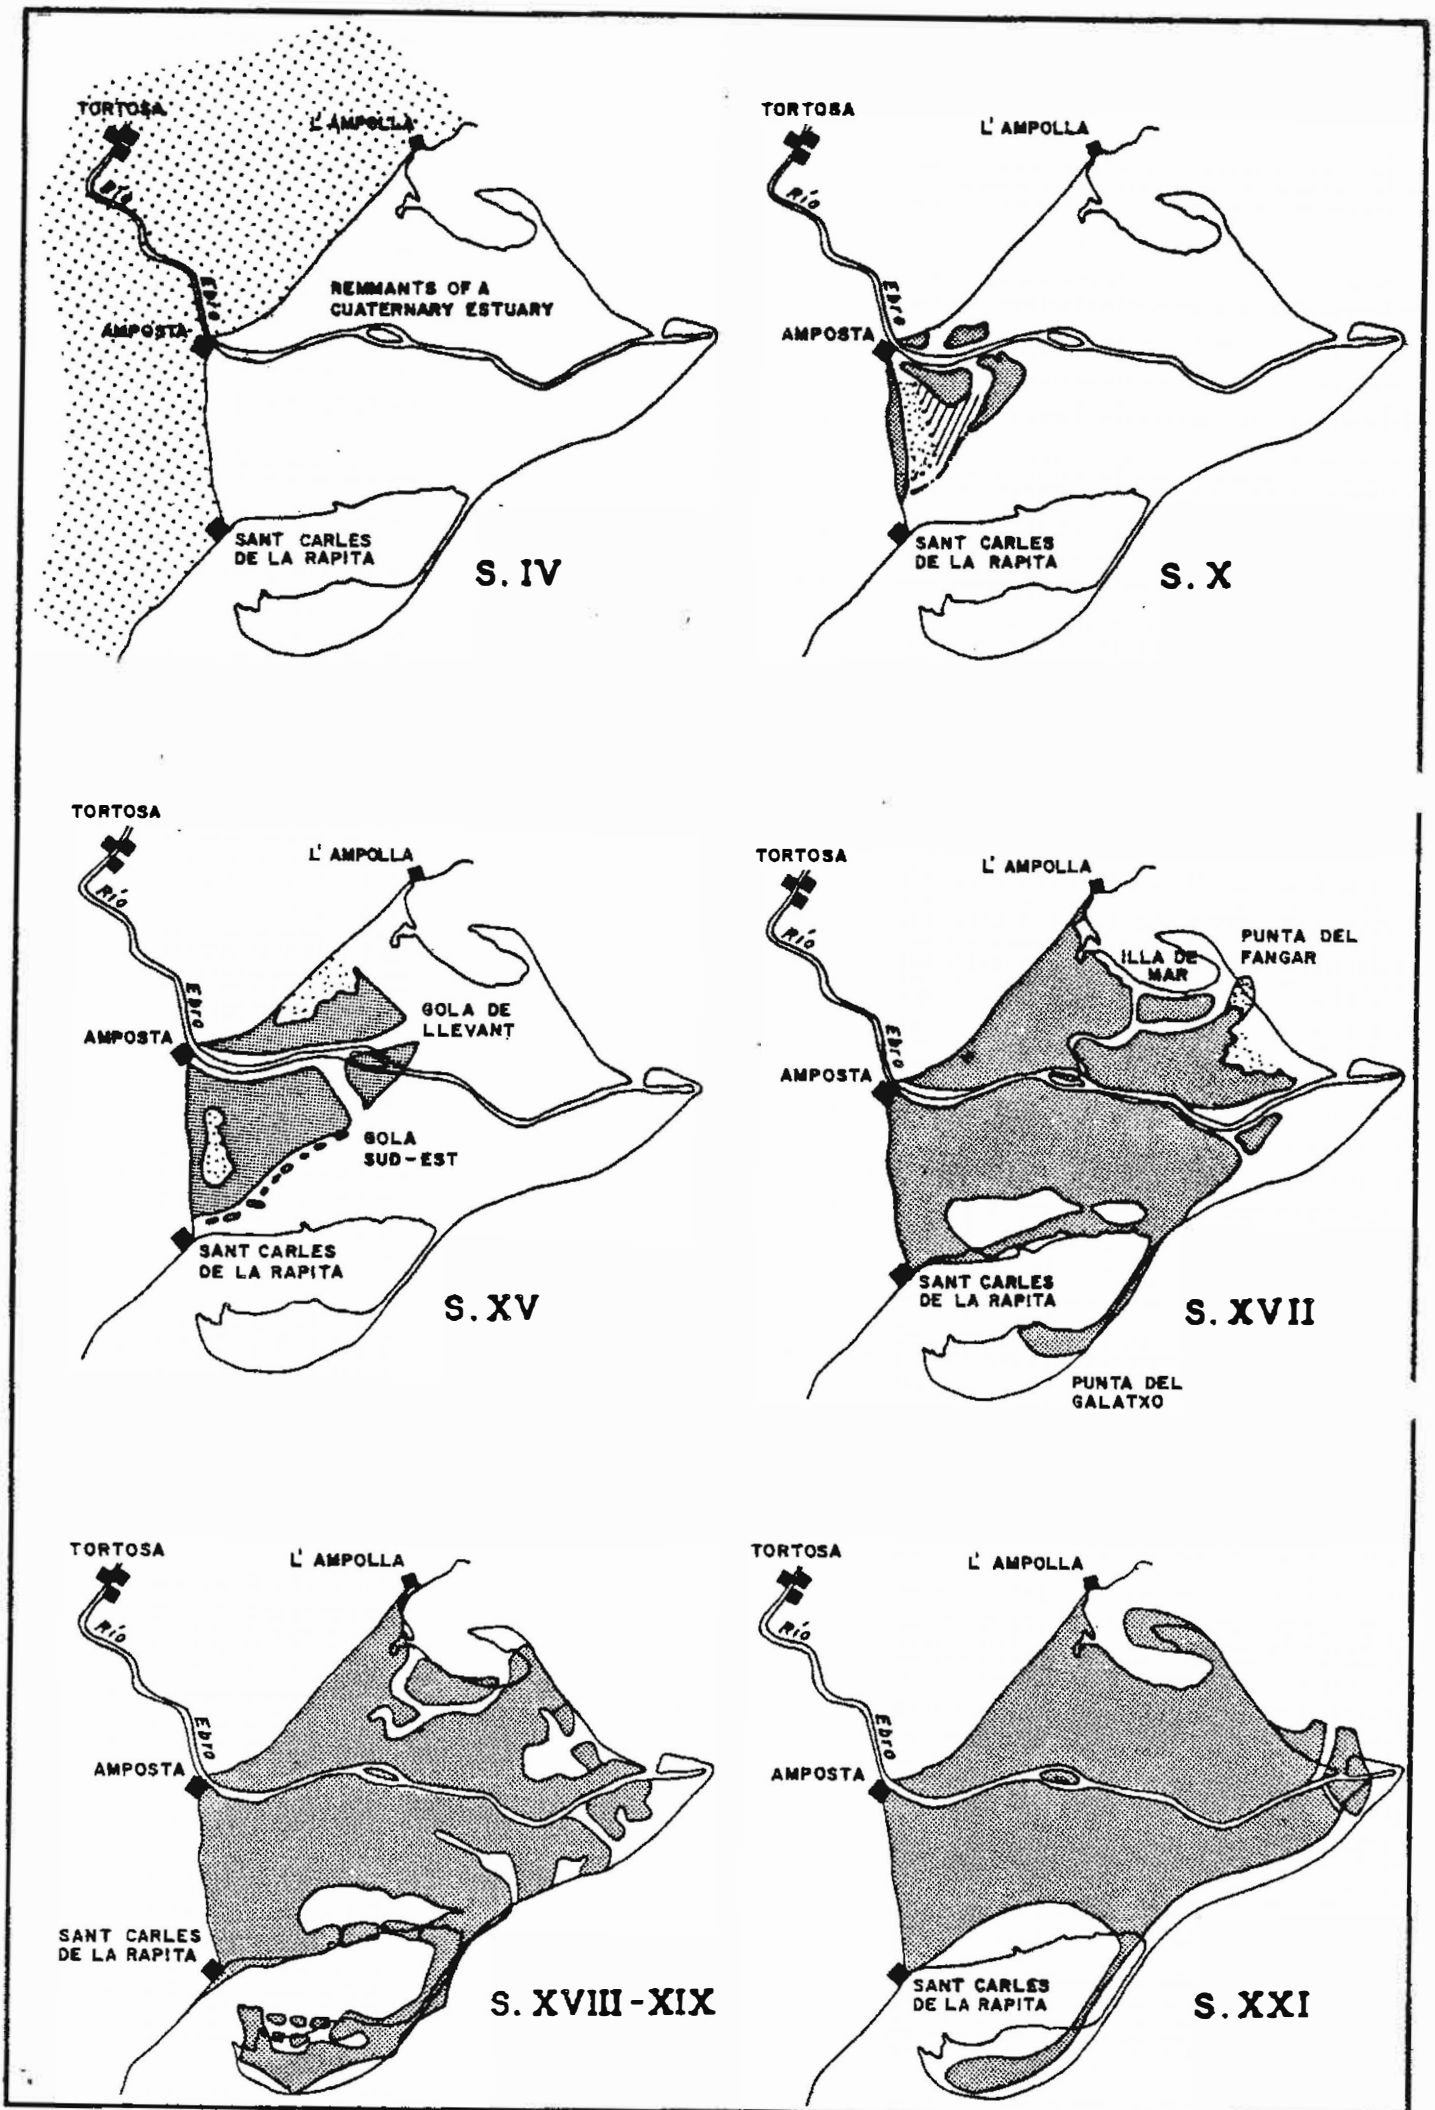 TORTOSA
L' AMPOLLA
Río
Ebro
REMNANTS OF A
CUATERNARY ESTUARY
AMPOSTA
SANT CARLES
DE LA RAPITA
S. IV
TORTOSA
L' AMPOLLA
Río
Ebro
AMPOSTA
SANT CARLES
DE LA RAPITA
S. X
TORTOSA
L' AMPOLLA
Río
Ebro
GOLA DE
LLEVANT
AMPOSTA
GOLA
SUD-EST
SANT CARLES
DE LA RAPITA
S. XV
TORTOSA
L' AMPOLLA
Río
PUNTA DEL
FANGAR
ILLA DE
MAR
Ebro
AMPOSTA
SANT CARLES
DE LA RAPITA
S. XVII
PUNTA DEL
GALATXO
TORTOSA
L' AMPOLLA
Río
Ebro
AMPOSTA
SANT CARLES
DE LA RAPITA
S. XVIII-XIX
TORTOSA
L' AMPOLLA
Río
Ebro
AMPOSTA
SANT CARLES
DE LA RAPITA
S. XXI